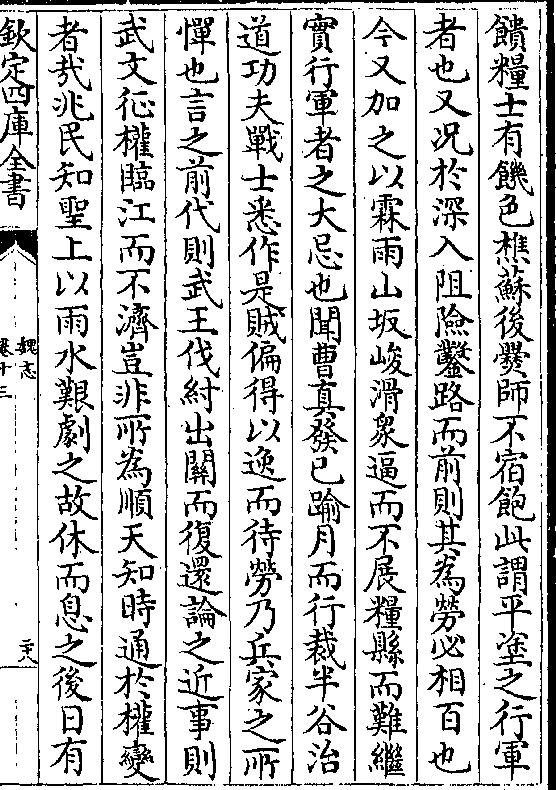 饋糧士有饑色樵蘇後爨師不宿飽此謂平塗之行軍
者也又况於深入阻險鑿路而前則其為勞必相百也
今又加之以霖雨山坂峻滑衆逼而不展糧縣而難繼
實行軍者之大忌也聞曹真發已踰月而行裁半谷治
道功夫戰士悉作是賊偏得以逸而待勞乃兵家之所
憚也言之前代則武王伐紂出關而復還論之近事則
武文征權臨江而不濟豈非所為順天知時通於權變
者哉兆民知聖上以雨水艱劇之故休而息之後日有
欽定四庫全書
魏志
卷十三
二十八